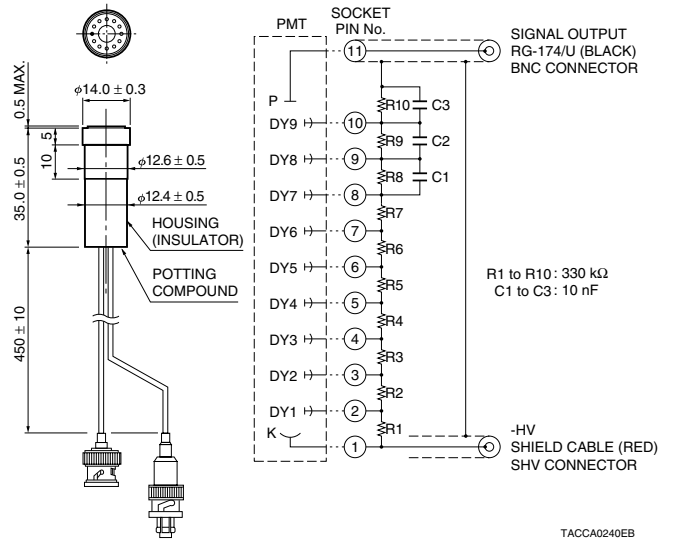 0.5 MAX.
φ14.0 ± 0.3
5
10
35.0 ± 0.5
φ12.6 ± 0.5
φ12.4 ± 0.5
HOUSING
(INSULATOR)
POTTING
COMPOUND
450 ± 10
PMT
SOCKET
PIN No.
P
K
DY9
DY8
DY7
DY6
DY5
DY4
DY3
DY2
DY1
11
10
9
8
7
6
5
4
3
2
1
R10
R9
R8
R7
R6
R5
R4
R3
R2
R1
C3
C2
C1
SIGNAL OUTPUT
RG-174/U (BLACK)
BNC CONNECTOR
R1 to R10 : 330 kΩ
C1 to C3 : 10 nF
-HV
SHIELD CABLE (RED)
SHV CONNECTOR
TACCA0240EB